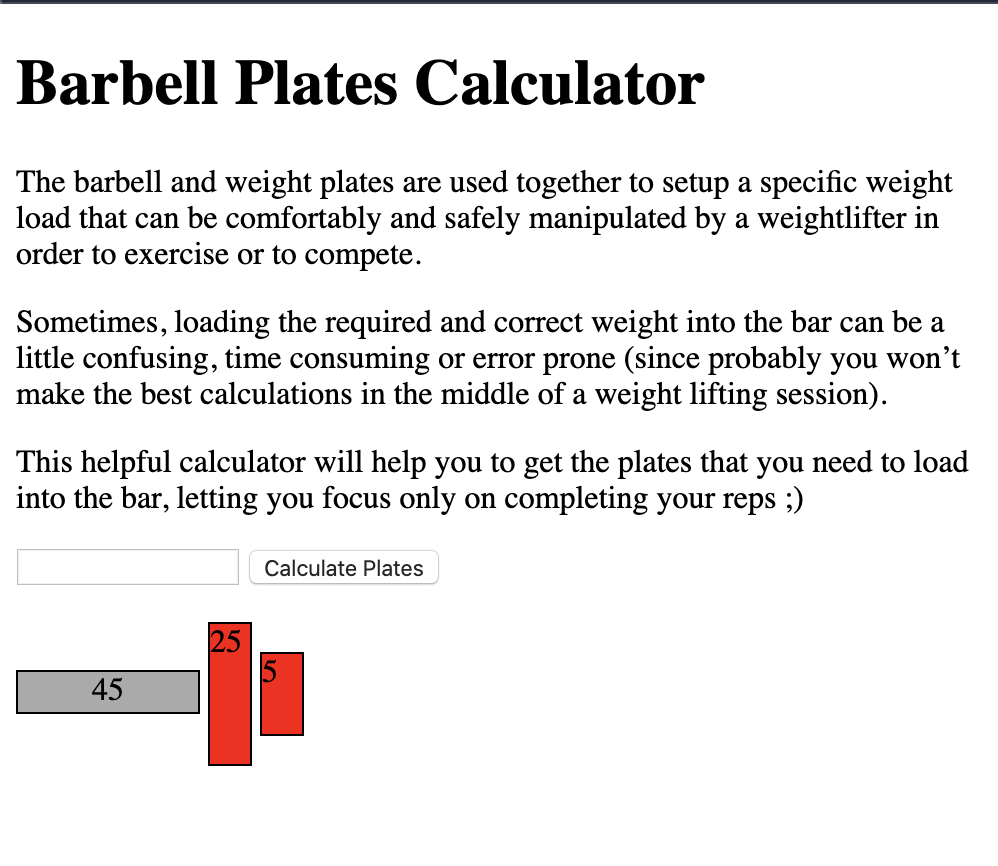 Barbell Plates Calculator
The barbell and weight plates are used together to setup a specific weight
load that can be comfortably and safely manipulated by a weightlifter in
order to exercise or to compete.
Sometimes, loading the required and correct weight into the bar can be a
little confusing, time consuming or error prone (since probably you won’t
make the best calculations in the middle of a weight lifting session).
This helpful calculator will help you to get the plates that you need to load
into the bar, letting you focus only on completing your reps ;)
Calculate Plates
45
25
5